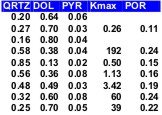 QRTZ DOL PYR Kmax POR
0.20 0.64 0.06
0.27 0.70 0.03 0.26 0.11
0.16 0.80 0.04
0.58 0.38 0.04 192 0.24
0.85 0.13 0.02 0.50 0.15
0.56 0.36 0.08 1.13 0.16
0.48 0.49 0.03 3.42 0.19
0.32 0.60 0.08 60 0.24
0.25 0.70 0.05 39 0.22